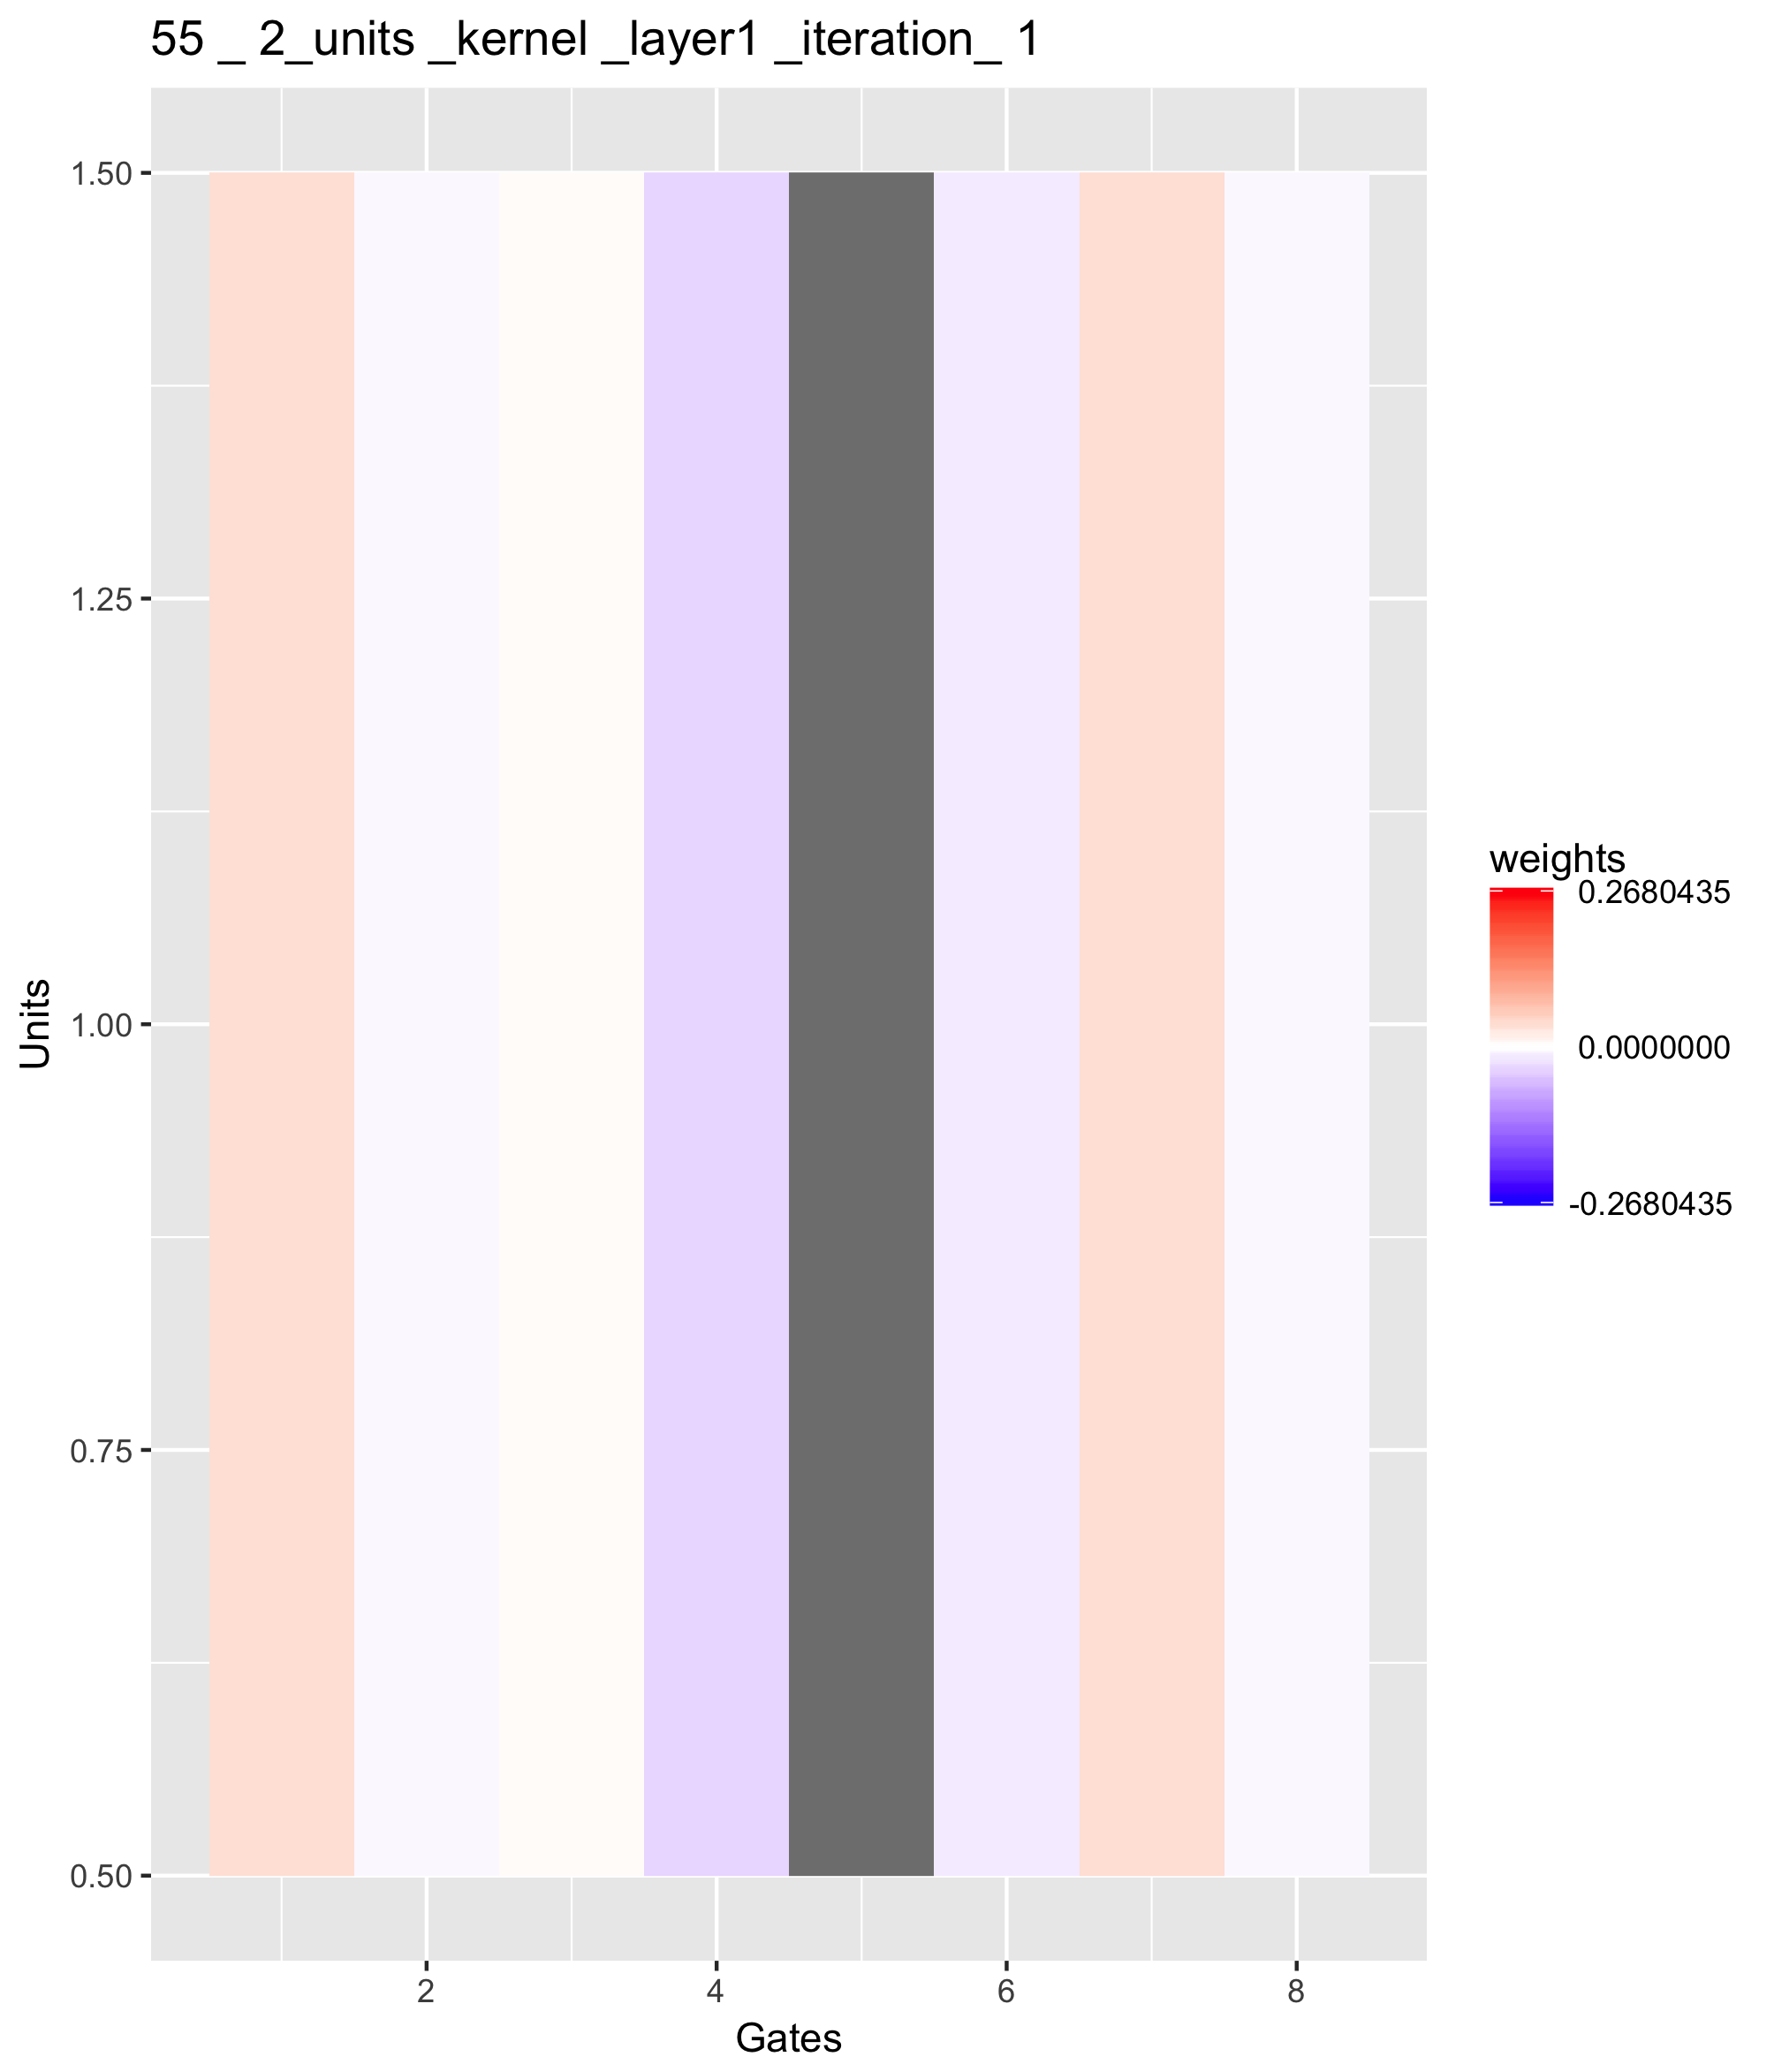 55 _ 2_units _kernel _layer1 _iteration_ 1
1.50
1.25
1.00
0.75
0.50
Units
2 4 6 8
Gates
weights
0.2680435
0.0000000
-0.2680435